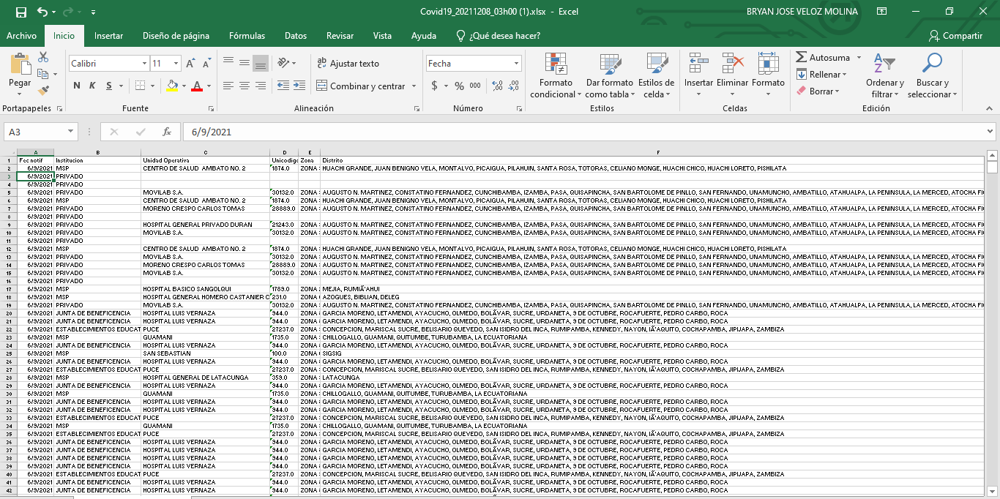 Covid19_20211208_03h00 (1).xlsx - Excel
BRYAN JOSE VELOZ MOLINA
Archivo Inicio Insertar Diseño de página Fórmulas Datos Revisar Vista Ayuda ¿Qué desea hacer? Compartir
Pegar
Portapapeles
Calibri 11
N K S
Fuente
Ajustar texto
Combinar y centrar
Alineación
Fecha
$ % 000
Número
Formato condicional
Dar formato como tabla
Estilos de celda
Estilos
Insertar Eliminar Formato
Celdas
Autosuma
Rellenar
Borrar
Ordenar y filtrar
Buscar y seleccionar
Edición
A3 fx 6/9/2021
A B C D E F
1 Fec notif Institucion Unidad Operativa Unicodigo Zona Distrito
2 6/9/2021 MSP CENTRO DE SALUD AMBATO NO. 2 1874.0 ZONA HUACHI GRANDE, JUAN BENIGNO VELA, MONTALVO, PICAIGUA, PILAHUIN, SANTA ROSA, TOTORAS, CELIANO MONGE, HUACHI CHICO, HUACHI LORETO, PISHILATA
3 6/9/2021 PRIVADO
4 6/9/2021 PRIVADO
5 6/9/2021 PRIVADO MOVILAB S.A. 30132.0 ZONA AUGUSTO N. MARTINEZ, CONSTATINO FERNANDEZ, CUNCHIBAMBA, IZAMBA, PASA, QUISAPINCHA, SAN BARTOLOME DE PINLLO, SAN FERNANDO, UNAMUNCHO, AMBATILLO, ATAHUALPA, LA PENINSULA, LA MERCED, ATOCHA
6 6/9/2021 MSP CENTRO DE SALUD AMBATO NO. 2 1874.0 ZONA HUACHI GRANDE, JUAN BENIGNO VELA, MONTALVO, PICAIGUA, PILAHUIN, SANTA ROSA, TOTORAS, CELIANO MONGE, HUACHI CHICO, HUACHI LORETO, PISHILATA
7 6/9/2021 PRIVADO MORENO CRESPO CARLOS TOMAS 28889.0 ZONA AUGUSTO N. MARTINEZ, CONSTATINO FERNANDEZ, CUNCHIBAMBA, IZAMBA, PASA, QUISAPINCHA, SAN BARTOLOME DE PINLLO, SAN FERNANDO, UNAMUNCHO, AMBATILLO, ATAHUALPA, LA PENINSULA, LA MERCED, ATOCHA
8 6/9/2021 PRIVADO
9 6/9/2021 PRIVADO HOSPITAL GENERAL PRIVADO DURAN 21243.0 ZONA AUGUSTO N. MARTINEZ, CONSTATINO FERNANDEZ, CUNCHIBAMBA, IZAMBA, PASA, QUISAPINCHA, SAN BARTOLOME DE PINLLO, SAN FERNANDO, UNAMUNCHO, AMBATILLO, ATAHUALPA, LA PENINSULA, LA MERCED, ATOCHA
10 6/9/2021 PRIVADO MOVILAB S.A. 30132.0 ZONA AUGUSTO N. MARTINEZ, CONSTATINO FERNANDEZ, CUNCHIBAMBA, IZAMBA, PASA, QUISAPINCHA, SAN BARTOLOME DE PINLLO, SAN FERNANDO, UNAMUNCHO, AMBATILLO, ATAHUALPA, LA PENINSULA, LA MERCED, ATOCHA
11 6/9/2021 PRIVADO
12 6/9/2021 MSP CENTRO DE SALUD AMBATO NO. 2 1874.0 ZONA HUACHI GRANDE, JUAN BENIGNO VELA, MONTALVO, PICAIGUA, PILAHUIN, SANTA ROSA, TOTORAS, CELIANO MONGE, HUACHI CHICO, HUACHI LORETO, PISHILATA
13 6/9/2021 PRIVADO MOVILAB S.A. 30132.0 ZONA AUGUSTO N. MARTINEZ, CONSTATINO FERNANDEZ, CUNCHIBAMBA, IZAMBA, PASA, QUISAPINCHA, SAN BARTOLOME DE PINLLO, SAN FERNANDO, UNAMUNCHO, AMBATILLO, ATAHUALPA, LA PENINSULA, LA MERCED, ATOCHA
14 6/9/2021 PRIVADO MORENO CRESPO CARLOS TOMAS 28889.0 ZONA AUGUSTO N. MARTINEZ, CONSTATINO FERNANDEZ, CUNCHIBAMBA, IZAMBA, PASA, QUISAPINCHA, SAN BARTOLOME DE PINLLO, SAN FERNANDO, UNAMUNCHO, AMBATILLO, ATAHUALPA, LA PENINSULA, LA MERCED, ATOCHA
15 6/9/2021 PRIVADO MOVILAB S.A. 30132.0 ZONA AUGUSTO N. MARTINEZ, CONSTATINO FERNANDEZ, CUNCHIBAMBA, IZAMBA, PASA, QUISAPINCHA, SAN BARTOLOME DE PINLLO, SAN FERNANDO, UNAMUNCHO, AMBATILLO, ATAHUALPA, LA PENINSULA, LA MERCED, ATOCHA
16 6/9/2021 PRIVADO
17 6/9/2021 MSP HOSPITAL BASICO SANGOLQUI 1789.0 ZONA MEJIA, RUMIÃ'AHUI
18 6/9/2021 MSP HOSPITAL GENERAL HOMERO CASTANIER C 231.0 ZONA AZOGUES, BIBLIAN, DELEG
19 6/9/2021 PRIVADO MOVILAB S.A. 30132.0 ZONA AUGUSTO N. MARTINEZ, CONSTATINO FERNANDEZ, CUNCHIBAMBA, IZAMBA, PASA, QUISAPINCHA, SAN BARTOLOME DE PINLLO, SAN FERNANDO, UNAMUNCHO, AMBATILLO, ATAHUALPA, LA PENINSULA, LA MERCED, ATOCHA
20 6/9/2021 JUNTA DE BENEFICENCIA HOSPITAL LUIS VERNAZA 944.0 ZONA GARCIA MORENO, LETAMENDI, AYACUCHO, OLMEDO, BOLÃVAR, SUCRE, URDANETA, 9 DE OCTUBRE, ROCAFUERTE, PEDRO CARBO, ROCA
21 6/9/2021 JUNTA DE BENEFICENCIA HOSPITAL LUIS VERNAZA 944.0 ZONA GARCIA MORENO, LETAMENDI, AYACUCHO, OLMEDO, BOLÃVAR, SUCRE, URDANETA, 9 DE OCTUBRE, ROCAFUERTE, PEDRO CARBO, ROCA
22 6/9/2021 ESTABLECIMIENTOS EDUCAT PUCE 27237.0 ZONA CONCEPCION, MARISCAL SUCRE, BELISARIO QUEVEDO, SAN ISIDRO DEL INCA, RUMIPAMBA, KENNEDY, NAYON, IÃ'AQUITO, COCHAPAMBA, JIPIJAPA, ZAMBIZA
23 6/9/2021 MSP GUAMANI 1735.0 ZONA CHILLOGALLO, GUAMANI, QUITUMBE, TURUBAMBA, LA ECUATORIANA
24 6/9/2021 JUNTA DE BENEFICENCIA HOSPITAL LUIS VERNAZA 944.0 ZONA GARCIA MORENO, LETAMENDI, AYACUCHO, OLMEDO, BOLÃVAR, SUCRE, URDANETA, 9 DE OCTUBRE, ROCAFUERTE, PEDRO CARBO, ROCA
25 6/9/2021 MSP SAN SEBASTIAN 100.0 ZONA SIGSIG
26 6/9/2021 JUNTA DE BENEFICENCIA HOSPITAL LUIS VERNAZA 944.0 ZONA GARCIA MORENO, LETAMENDI, AYACUCHO, OLMEDO, BOLÃVAR, SUCRE, URDANETA, 9 DE OCTUBRE, ROCAFUERTE, PEDRO CARBO, ROCA
27 6/9/2021 ESTABLECIMIENTOS EDUCAT PUCE 27237.0 ZONA CONCEPCION, MARISCAL SUCRE, BELISARIO QUEVEDO, SAN ISIDRO DEL INCA, RUMIPAMBA, KENNEDY, NAYON, IÃ'AQUITO, COCHAPAMBA, JIPIJAPA, ZAMBIZA
28 6/9/2021 MSP HOSPITAL GENERAL DE LATACUNGA 359.0 ZONA LATACUNGA
29 6/9/2021 JUNTA DE BENEFICENCIA HOSPITAL LUIS VERNAZA 944.0 ZONA GARCIA MORENO, LETAMENDI, AYACUCHO, OLMEDO, BOLÃVAR, SUCRE, URDANETA, 9 DE OCTUBRE, ROCAFUERTE, PEDRO CARBO, ROCA
30 6/9/2021 MSP GUAMANI 1735.0 ZONA CHILLOGALLO, GUAMANI, QUITUMBE, TURUBAMBA, LA ECUATORIANA
31 6/9/2021 JUNTA DE BENEFICENCIA HOSPITAL LUIS VERNAZA 944.0 ZONA GARCIA MORENO, LETAMENDI, AYACUCHO, OLMEDO, BOLÃVAR, SUCRE, URDANETA, 9 DE OCTUBRE, ROCAFUERTE, PEDRO CARBO, ROCA
32 6/9/2021 JUNTA DE BENEFICENCIA HOSPITAL LUIS VERNAZA 944.0 ZONA GARCIA MORENO, LETAMENDI, AYACUCHO, OLMEDO, BOLÃVAR, SUCRE, URDANETA, 9 DE OCTUBRE, ROCAFUERTE, PEDRO CARBO, ROCA
33 6/9/2021 ESTABLECIMIENTOS EDUCAT PUCE 27237.0 ZONA CONCEPCION, MARISCAL SUCRE, BELISARIO QUEVEDO, SAN ISIDRO DEL INCA, RUMIPAMBA, KENNEDY, NAYON, IÃ'AQUITO, COCHAPAMBA, JIPIJAPA, ZAMBIZA
34 6/9/2021 MSP GUAMANI 1735.0 ZONA CHILLOGALLO, GUAMANI, QUITUMBE, TURUBAMBA, LA ECUATORIANA
35 6/9/2021 ESTABLECIMIENTOS EDUCAT PUCE 27237.0 ZONA CONCEPCION, MARISCAL SUCRE, BELISARIO QUEVEDO, SAN ISIDRO DEL INCA, RUMIPAMBA, KENNEDY, NAYON, IÃ'AQUITO, COCHAPAMBA, JIPIJAPA, ZAMBIZA
36 6/9/2021 JUNTA DE BENEFICENCIA HOSPITAL LUIS VERNAZA 944.0 ZONA GARCIA MORENO, LETAMENDI, AYACUCHO, OLMEDO, BOLÃVAR, SUCRE, URDANETA, 9 DE OCTUBRE, ROCAFUERTE, PEDRO CARBO, ROCA
37 6/9/2021 JUNTA DE BENEFICENCIA HOSPITAL LUIS VERNAZA 944.0 ZONA GARCIA MORENO, LETAMENDI, AYACUCHO, OLMEDO, BOLÃVAR, SUCRE, URDANETA, 9 DE OCTUBRE, ROCAFUERTE, PEDRO CARBO, ROCA
38 6/9/2021 JUNTA DE BENEFICENCIA HOSPITAL LUIS VERNAZA 944.0 ZONA GARCIA MORENO, LETAMENDI, AYACUCHO, OLMEDO, BOLÃVAR, SUCRE, URDANETA, 9 DE OCTUBRE, ROCAFUERTE, PEDRO CARBO, ROCA
39 6/9/2021 JUNTA DE BENEFICENCIA HOSPITAL LUIS VERNAZA 944.0 ZONA GARCIA MORENO, LETAMENDI, AYACUCHO, OLMEDO, BOLÃVAR, SUCRE, URDANETA, 9 DE OCTUBRE, ROCAFUERTE, PEDRO CARBO, ROCA
40 6/9/2021 ESTABLECIMIENTOS EDUCAT PUCE 27237.0 ZONA CONCEPCION, MARISCAL SUCRE, BELISARIO QUEVEDO, SAN ISIDRO DEL INCA, RUMIPAMBA, KENNEDY, NAYON, IÃ'AQUITO, COCHAPAMBA, JIPIJAPA, ZAMBIZA
41 6/9/2021 JUNTA DE BENEFICENCIA HOSPITAL LUIS VERNAZA 944.0 ZONA GARCIA MORENO, LETAMENDI, AYACUCHO, OLMEDO, BOLÃVAR, SUCRE, URDANETA, 9 DE OCTUBRE, ROCAFUERTE, PEDRO CARBO, ROCA
42 6/9/2021 JUNTA DE BENEFICENCIA HOSPITAL LUIS VERNAZA 944.0 ZONA GARCIA MORENO, LETAMENDI, AYACUCHO, OLMEDO, BOLÃVAR, SUCRE, URDANETA, 9 DE OCTUBRE, ROCAFUERTE, PEDRO CARBO, ROCA